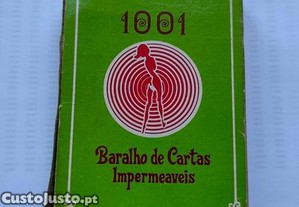 1001
Baralho de Cartas
Impermeaveis
CustoJusto.pt